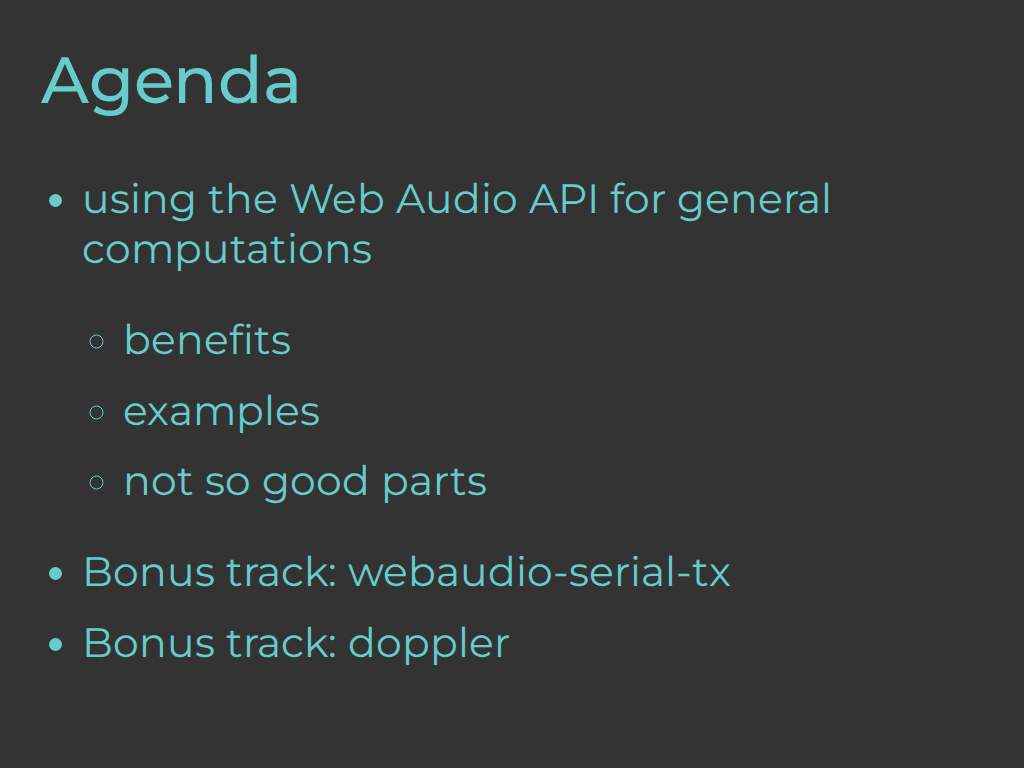 Agenda
• using the Web Audio API for general
computations
◦ benefits
◦ examples
◦ not so good parts
• Bonus track: webaudio-serial-tx
• Bonus track: doppler